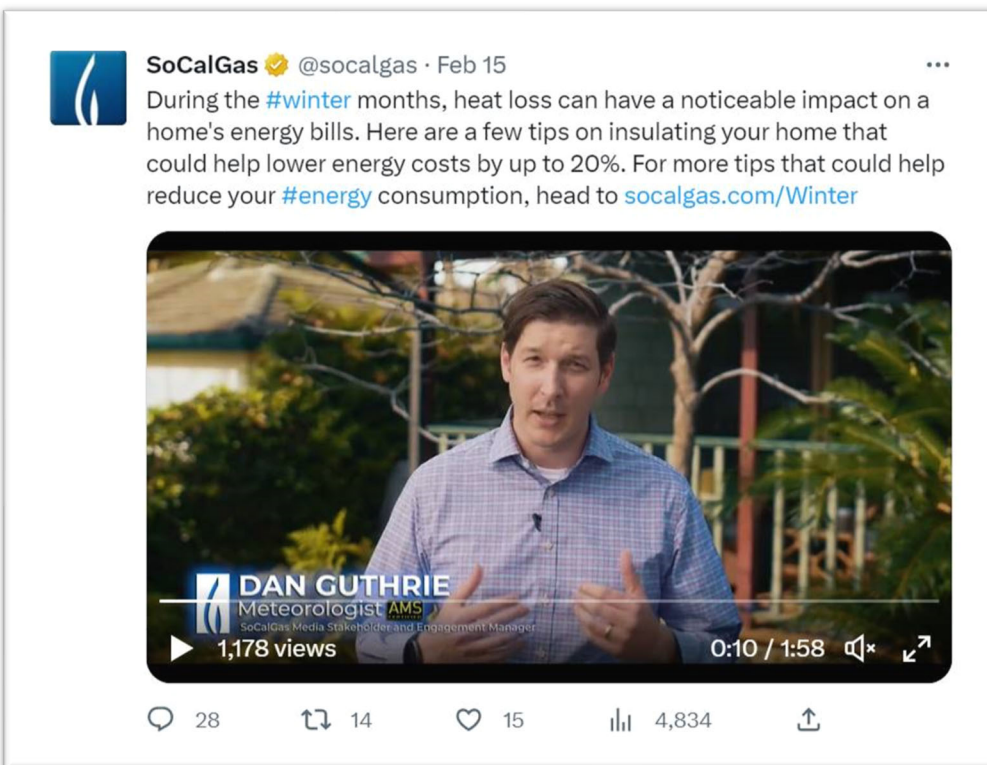 SoCalGas @socalgas · Feb 15
During the #winter months, heat loss can have a noticeable impact on a
home's energy bills. Here are a few tips on insulating your home that
could help lower energy costs by up to 20%. For more tips that could help
reduce your #energy consumption, head to socalgas.com/Winter
DAN GUTHRIE
Meteorologist AMS
SoCalGas Media Stakeholder and Engagement Manager
1,178 views
0:10 / 1:58
28
14
15
4,834